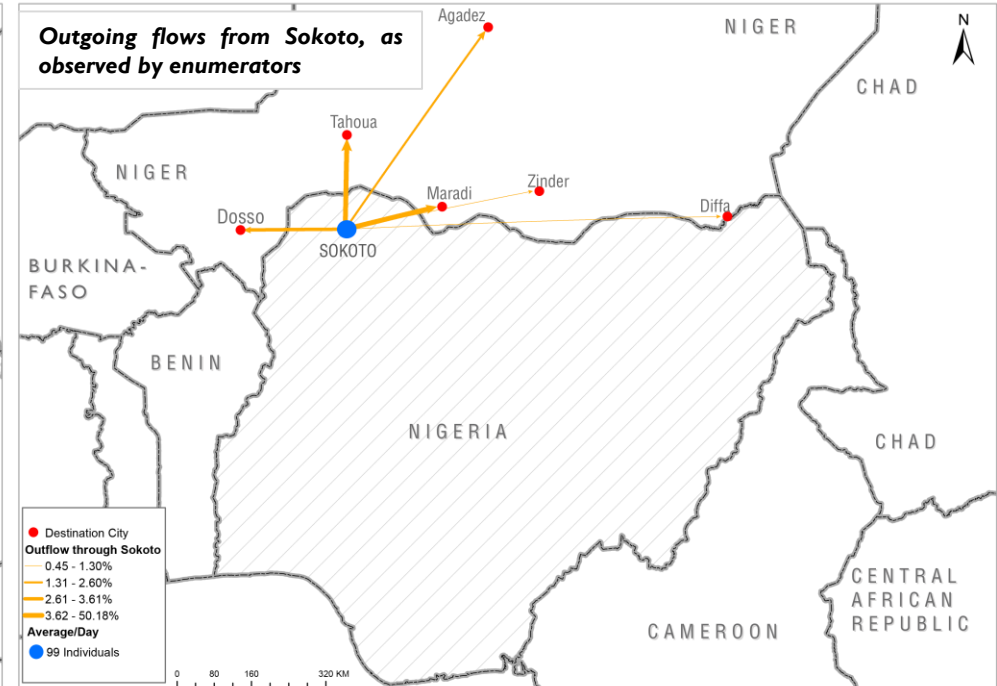 Outgoing flows from Sokoto, as
observed by enumerators
Agadez
NIGER
N
CHAD
Tahoua
NIGER
Zinder
Maradi
Diffa
Dosso
SOKOTO
BURKINA-
FASO
BENIN
NIGERIA
CHAD
Destination City
Outflow through Sokoto
0.45 - 1.30%
1.31 - 2.60%
2.61 - 3.61%
3.62 - 50.18%
Average/Day
99 Individuals
CENTRAL
AFRICAN
REPUBLIC
CAMEROON
0 80 160 320 KM